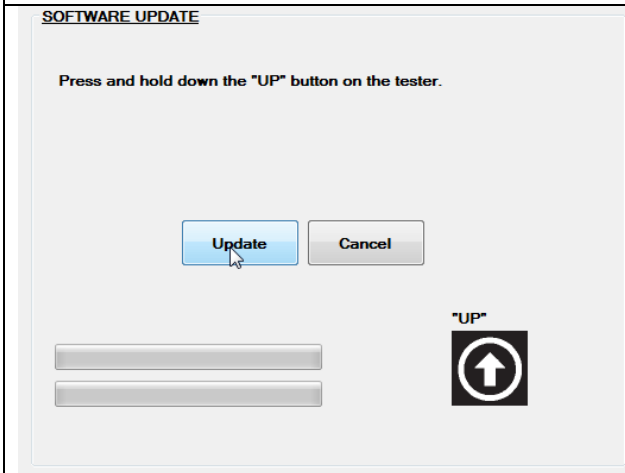 SOFTWARE UPDATE
Press and hold down the "UP" button on the tester.
Update Cancel
"UP"